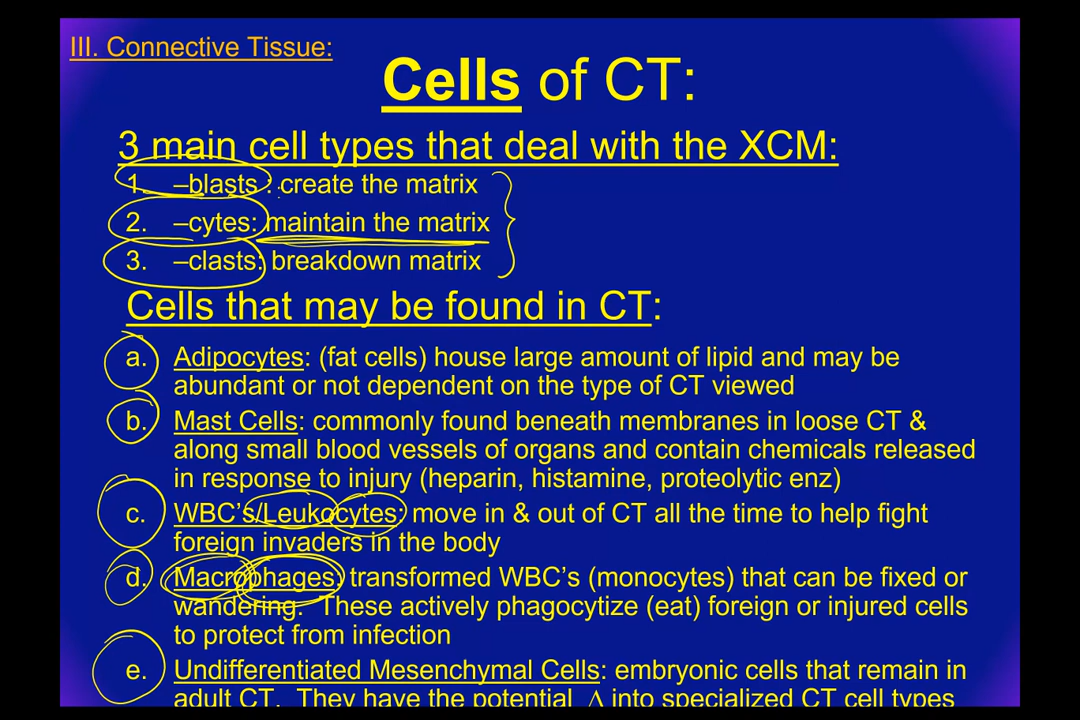 III. Connective Tissue:
Cells of CT:
3 main cell types that deal with the XCM:
1. –blasts : create the matrix
2. –cytes: maintain the matrix
3. –clasts: breakdown matrix
Cells that may be found in CT:
a. Adipocytes: (fat cells) house large amount of lipid and may be
abundant or not dependent on the type of CT viewed
b. Mast Cells: commonly found beneath membranes in loose CT &
along small blood vessels of organs and contain chemicals released
in response to injury (heparin, histamine, proteolytic enz)
c. WBC's/Leukocytes: move in & out of CT all the time to help fight
foreign invaders in the body
d. Macrophages: transformed WBC's (monocytes) that can be fixed or
wandering. These actively phagocytize (eat) foreign or injured cells
to protect from infection
e. Undifferentiated Mesenchymal Cells: embryonic cells that remain in
adult CT. They have the potential Δ into specialized CT cell types